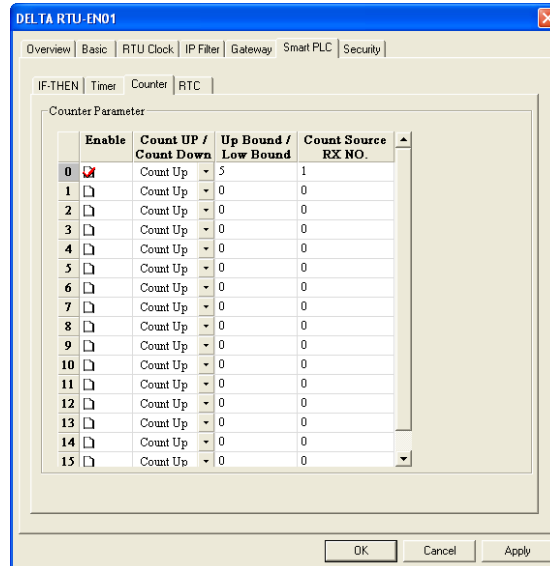 DELTA RTU-EN01
Overview Basic RTU Clock IP Filter Gateway Smart PLC Security
IF-THEN Timer Counter RTC
Counter Parameter
Enable Count UP / Up Bound / Count Source
Count Down Low Bound RX NO.
0 Count Up 5 1
1 Count Up 0 0
2 Count Up 0 0
3 Count Up 0 0
4 Count Up 0 0
5 Count Up 0 0
6 Count Up 0 0
7 Count Up 0 0
8 Count Up 0 0
9 Count Up 0 0
10 Count Up 0 0
11 Count Up 0 0
12 Count Up 0 0
13 Count Up 0 0
14 Count Up 0 0
15 Count Up 0 0
OK Cancel Apply